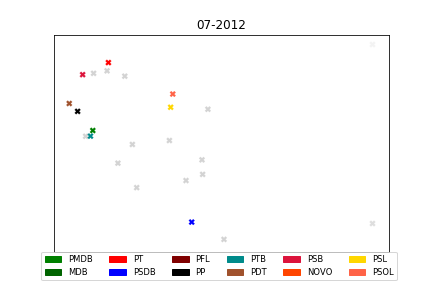 07-2012
PMDB PT PFL PTB PSB PSL
MDB PSDB PP PDT NOVO PSOL